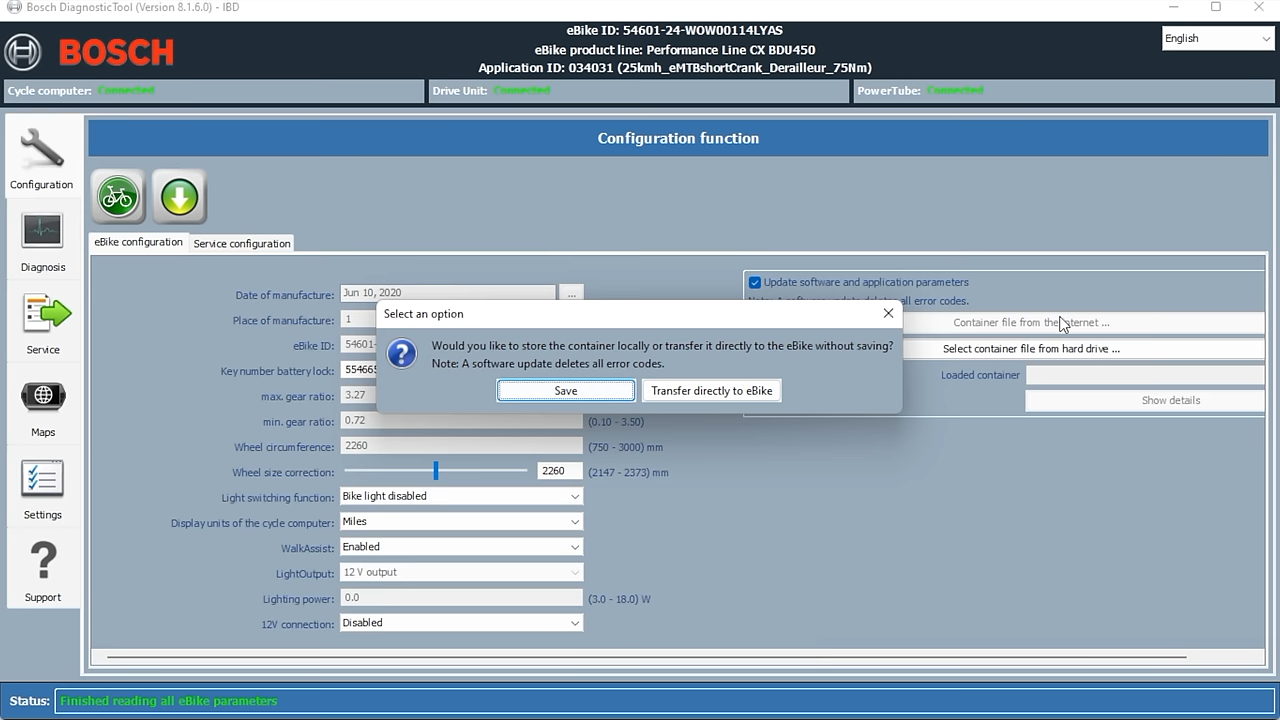 Bosch DiagnosticTool (Version 8.1.6.0) - IBD
BOSCH
eBike ID: 54601-24-WOW00114LYAS
eBike product line: Performance Line CX BDU450
Application ID: 034031 (25kmh_eMTBshortCrank_Derailleur_75Nm)
English
Cycle computer: Connected
Drive Unit: Connected
PowerTube: Connected
Configuration
Diagnosis
Service
Maps
Settings
Support
Configuration function
eBike configuration
Service configuration
Date of manufacture: Jun 10, 2020 ...
Place of manufacture: 1
eBike ID: 54601-
Key number battery lock: 55466
max. gear ratio: 3.27
min. gear ratio: 0.72 (0.10 - 3.50)
Wheel circumference: 2260 (750 - 3000) mm
Wheel size correction: 2260 (2147 - 2373) mm
Light switching function: Bike light disabled
Display units of the cycle computer: Miles
WalkAssist: Enabled
LightOutput: 12 V output
Lighting power: 0.0 (3.0 - 18.0) W
12V connection: Disabled
Update software and application parameters
Note: A software update deletes all error codes.
Container file from the internet ...
Select container file from hard drive ...
Loaded container
Show details
Select an option
Would you like to store the container locally or transfer it directly to the eBike without saving?
Note: A software update deletes all error codes.
Save
Transfer directly to eBike
Status: Finished reading all eBike parameters